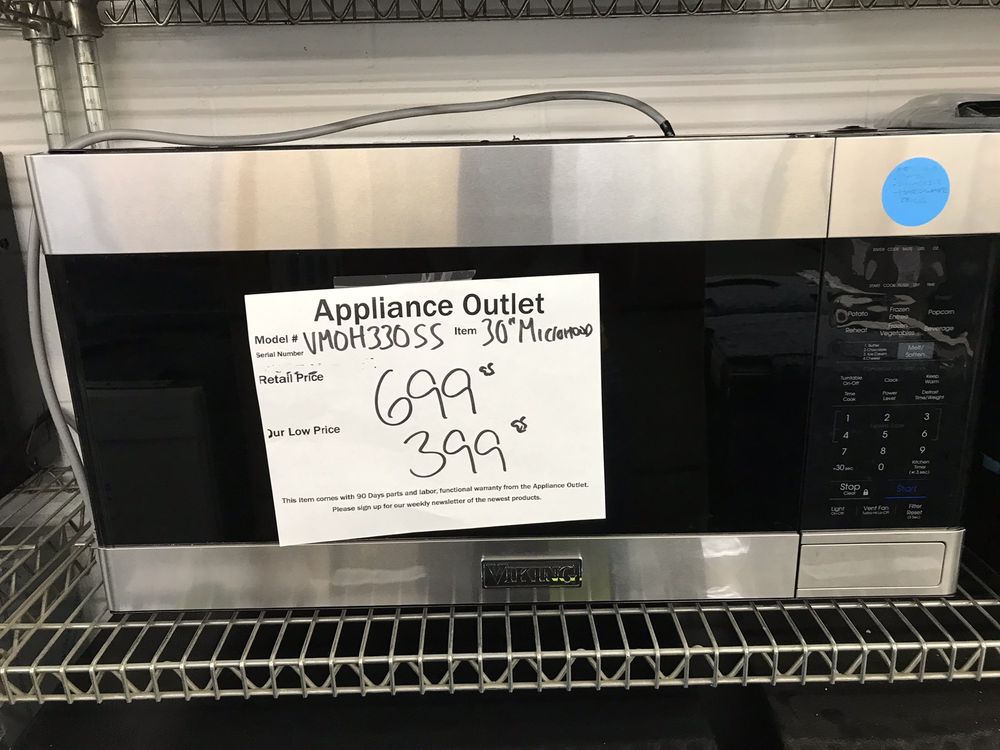 Appliance Outlet
Model # VMOH330SS Item 30" Microhood
Serial Number
Retail Price 699 95
Our Low Price 399 95
This item comes with 90 Days parts and labor, functional warranty from the Appliance Outlet.
Please sign up for our weekly newsletter of the newest products.
VIKING
Potato Frozen Entree Popcorn
Reheat Frozen Vegetables Beverage
Melt/ Soften
Turntable On-Off Clock Keep Warm
Time Cook Power Level Defrost Time/Weight
1 2 3
4 5 6
7 8 9
+30 sec 0 Kitchen Timer
Stop Clear Start
Light Vent Fan Filter Reset